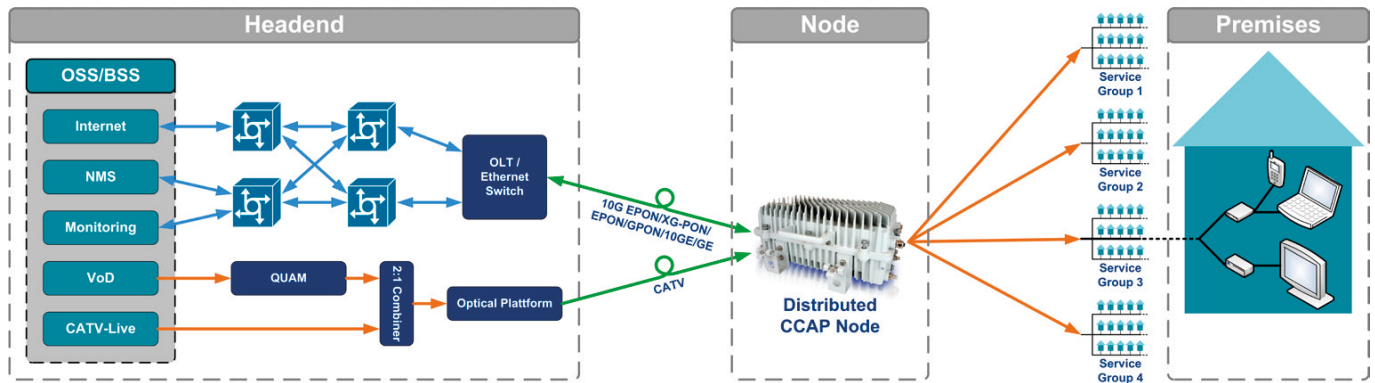 Headend
Node
Premises
OSS/BSS
Internet
NMS
Monitoring
VoD
CATV-Live
QUAM
2:1 Combiner
OLT /
Ethernet
Switch
Optical Plattform
10G EPON/XG-PON/
EPON/GPON/10GE/GE
CATV
Distributed
CCAP Node
Service
Group 1
Service
Group 2
Service
Group 3
Service
Group 4